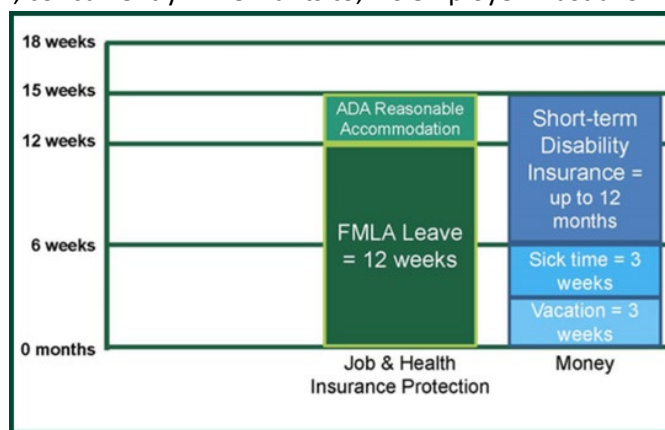 18 weeks
15 weeks
12 weeks
6 weeks
0 months
ADA Reasonable
Accommodation
FMLA Leave
= 12 weeks
Short-term
Disability
Insurance =
up to 12
months
Sick time = 3
weeks
Vacation = 3
weeks
Job & Health
Insurance Protection
Money